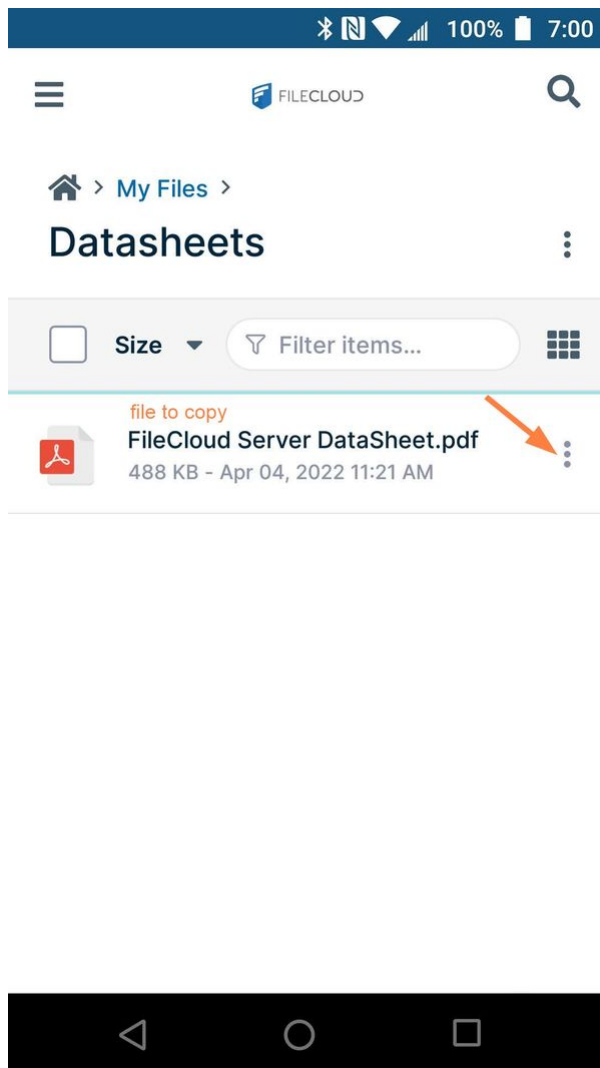 100% 7:00
FILECLOUD
> My Files >
Datasheets
Size Filter items...
file to copy
FileCloud Server DataSheet.pdf
488 KB - Apr 04, 2022 11:21 AM